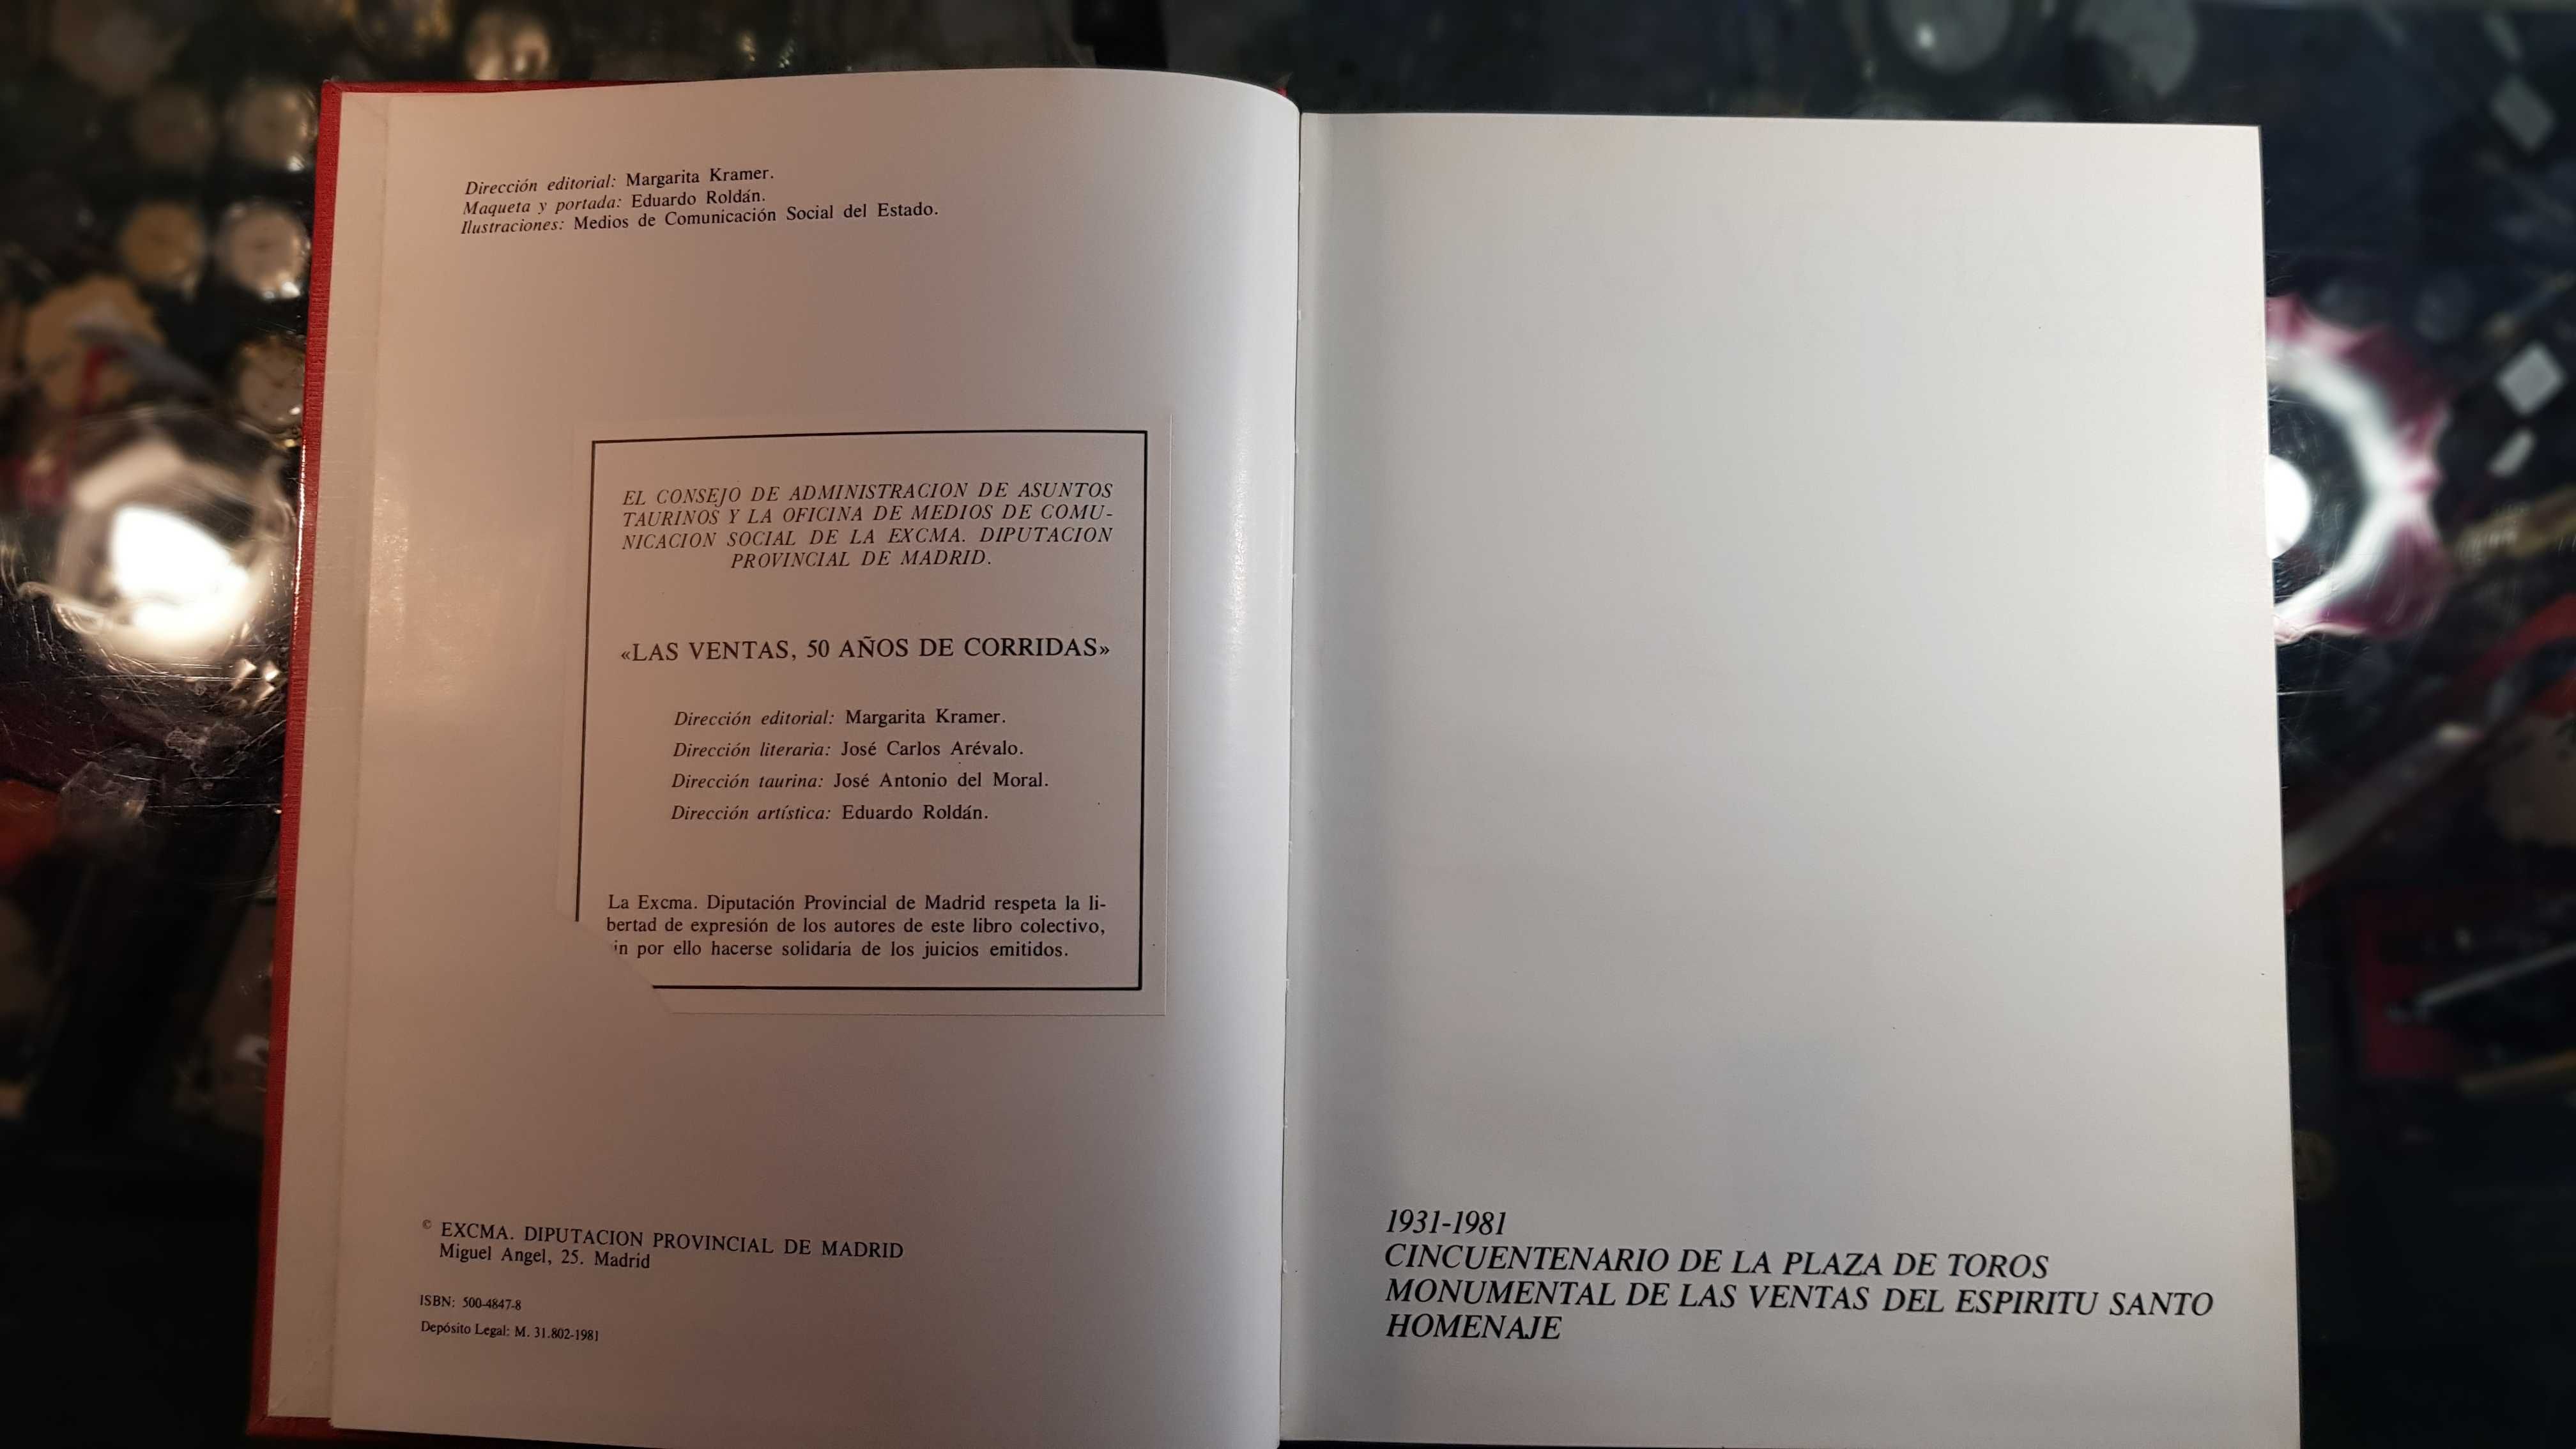 Dirección editorial: Margarita Kramer.
Maqueta y portada: Eduardo Roldán.
Ilustraciones: Medios de Comunicación Social del Estado.
EL CONSEJO DE ADMINISTRACION DE ASUNTOS
TAURINOS Y LA OFICINA DE MEDIOS DE COMU-
NICACION SOCIAL DE LA EXCMA. DIPUTACION
PROVINCIAL DE MADRID.
«LAS VENTAS, 50 AÑOS DE CORRIDAS»
Dirección editorial: Margarita Kramer.
Dirección literaria: José Carlos Arévalo.
Dirección taurina: José Antonio del Moral.
Dirección artística: Eduardo Roldán.
La Excma. Diputación Provincial de Madrid respeta la li-
bertad de expresión de los autores de este libro colectivo,
in por ello hacerse solidaria de los juicios emitidos.
© EXCMA. DIPUTACION PROVINCIAL DE MADRID
Miguel Angel, 25. Madrid
ISBN: 500-4847-8
Depósito Legal: M. 31.802-1981
1931-1981
CINCUENTENARIO DE LA PLAZA DE TOROS
MONUMENTAL DE LAS VENTAS DEL ESPIRITU SANTO
HOMENAJE